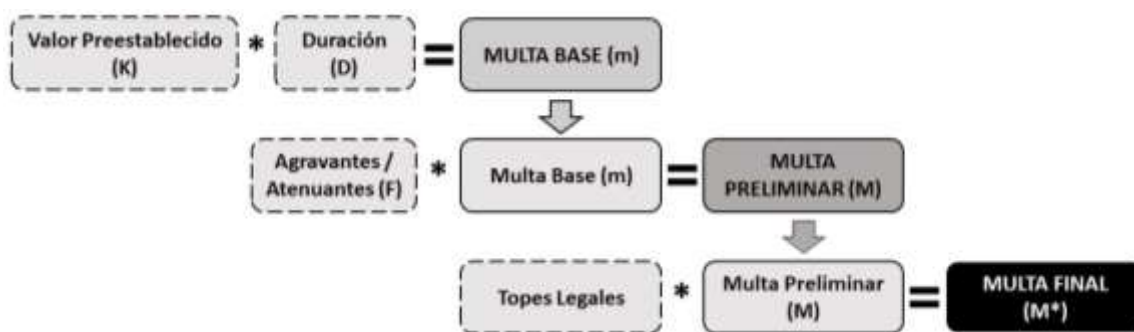 Valor Preestablecido
(K)
*
Duración
(D)
=
MULTA BASE (m)
Agravantes /
Atenuantes (F)
*
Multa Base (m)
=
MULTA
PRELIMINAR (M)
Topes Legales
*
Multa Preliminar
(M)
=
MULTA FINAL
(M*)